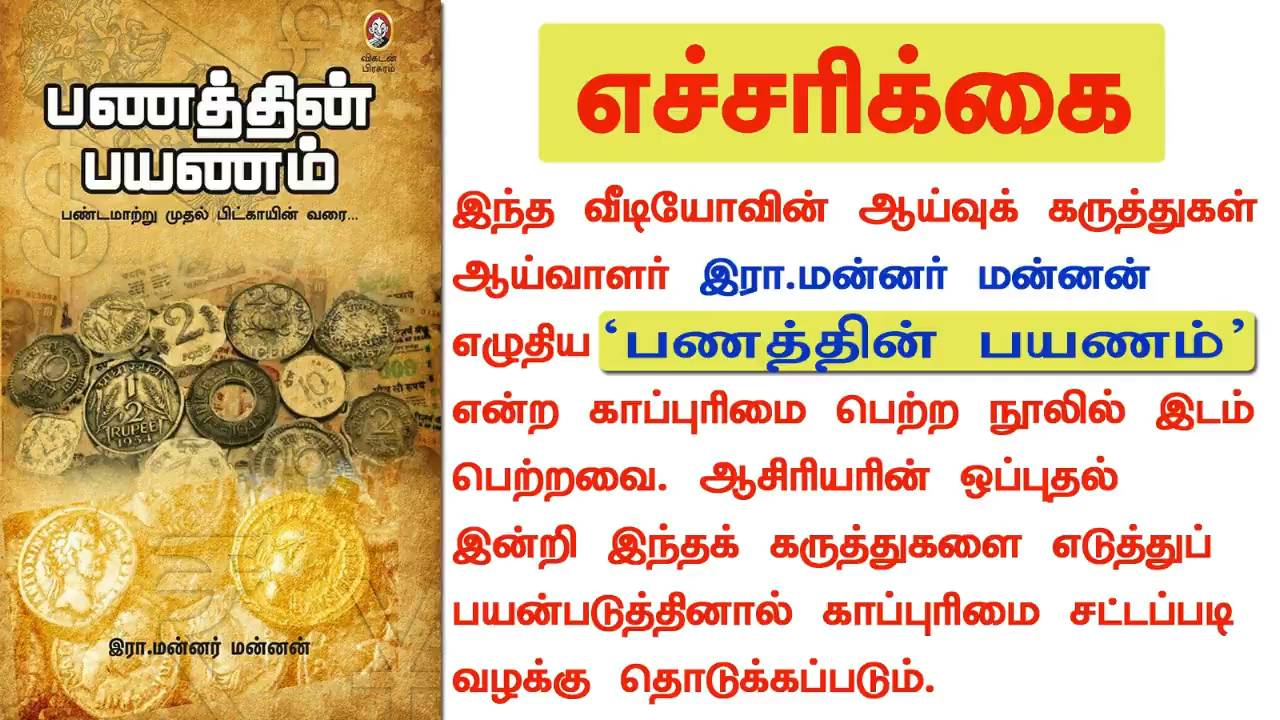 விகடன்
பிரசுரம்
பணத்தின்
பயணம்
பண்டமாற்று முதல் பிட்காயின் வரை...
RUPEE
1954
இரா.மன்னர் மன்னன்
எச்சரிக்கை
இந்த வீடியோவின் ஆய்வுக் கருத்துகள்
ஆய்வாளர் இரா.மன்னர் மன்னன்
எழுதிய ‘பணத்தின் பயணம்’
என்ற காப்புரிமை பெற்ற நூலில் இடம்
பெற்றவை. ஆசிரியரின் ஒப்புதல்
இன்றி இந்தக் கருத்துகளை எடுத்துப்
பயன்படுத்தினால் காப்புரிமை சட்டப்படி
வழக்கு தொடுக்கப்படும்.